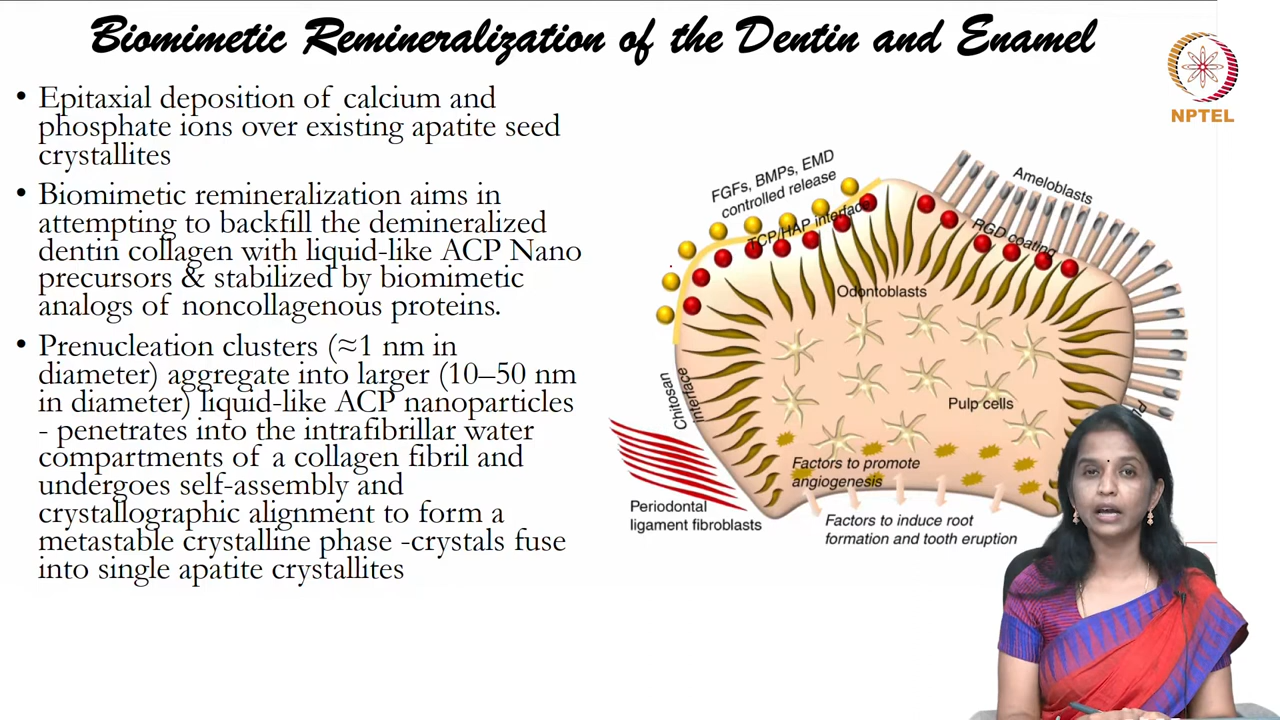 Biomimetic Remineralization of the Dentin and Enamel
• Epitaxial deposition of calcium and
phosphate ions over existing apatite seed
crystallites
• Biomimetic remineralization aims in
attempting to backfill the demineralized
dentin collagen with liquid-like ACP Nano
precursors & stabilized by biomimetic
analogs of noncollagenous proteins.
• Prenucleation clusters (≈1 nm in
diameter) aggregate into larger (10–50 nm
in diameter) liquid-like ACP nanoparticles
- penetrates into the intrafibrillar water
compartments of a collagen fibril and
undergoes self-assembly and
crystallographic alignment to form a
metastable crystalline phase -crystals fuse
into single apatite crystallites
NPTEL
FGFs, BMPs, EMD
controlled release
TCP/HAP interface
Ameloblasts
RGD coating
Odontoblasts
Chitosan
interface
Pulp cells
Factors to promote
angiogenesis
Periodontal
ligament fibroblasts
Factors to induce root
formation and tooth eruption